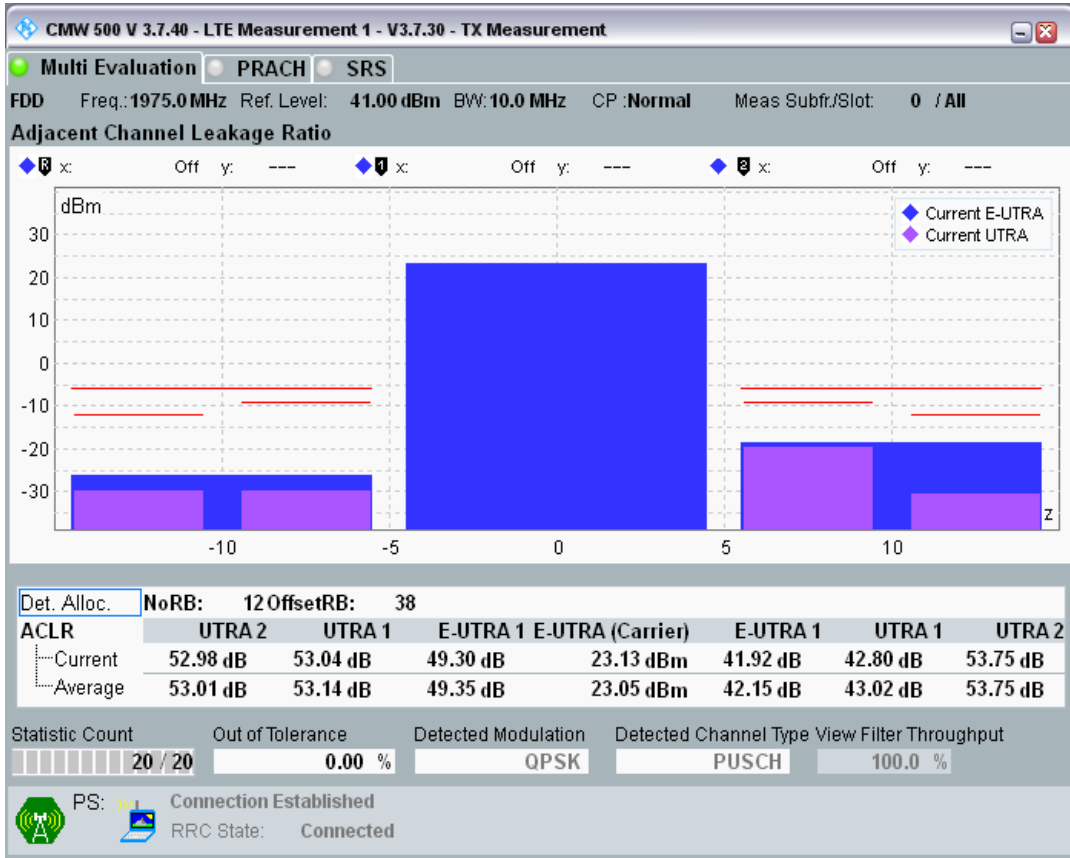 CMW 500 V 3.7.40 - LTE Measurement 1 - V3.7.30 - TX Measurement
Multi Evaluation PRACH SRS
FDD Freq.: 1975.0 MHz Ref. Level: 41.00 dBm BW: 10.0 MHz CP :Normal Meas Subfr./Slot: 0 / All
Adjacent Channel Leakage Ratio
R x: Off y: --- 1 x: Off y: --- 2 x: Off y: ---
dBm
Current E-UTRA
Current UTRA
30
20
10
0
-10
-20
-30
z
-10 -5 0 5 10
Det. Alloc. NoRB: 12 OffsetRB: 38
ACLR UTRA 2 UTRA 1 E-UTRA 1 E-UTRA (Carrier) E-UTRA 1 UTRA 1 UTRA 2
Current 52.98 dB 53.04 dB 49.30 dB 23.13 dBm 41.92 dB 42.80 dB 53.75 dB
Average 53.01 dB 53.14 dB 49.35 dB 23.05 dBm 42.15 dB 43.02 dB 53.75 dB
Statistic Count Out of Tolerance Detected Modulation Detected Channel Type View Filter Throughput
20 / 20 0.00 % QPSK PUSCH 100.0 %
PS: Connection Established
RRC State: Connected